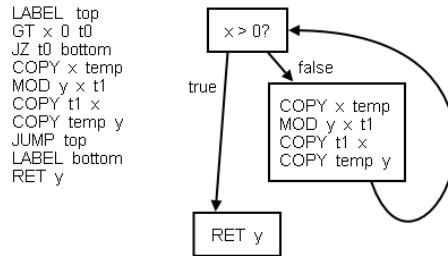 LABEL top
GT x 0 t0
JZ t0 bottom
COPY x temp
MOD y x t1
COPY t1 x
COPY temp y
JUMP top
LABEL bottom
RET y
x > 0?
true
false
COPY x temp
MOD y x t1
COPY t1 x
COPY temp y
RET y